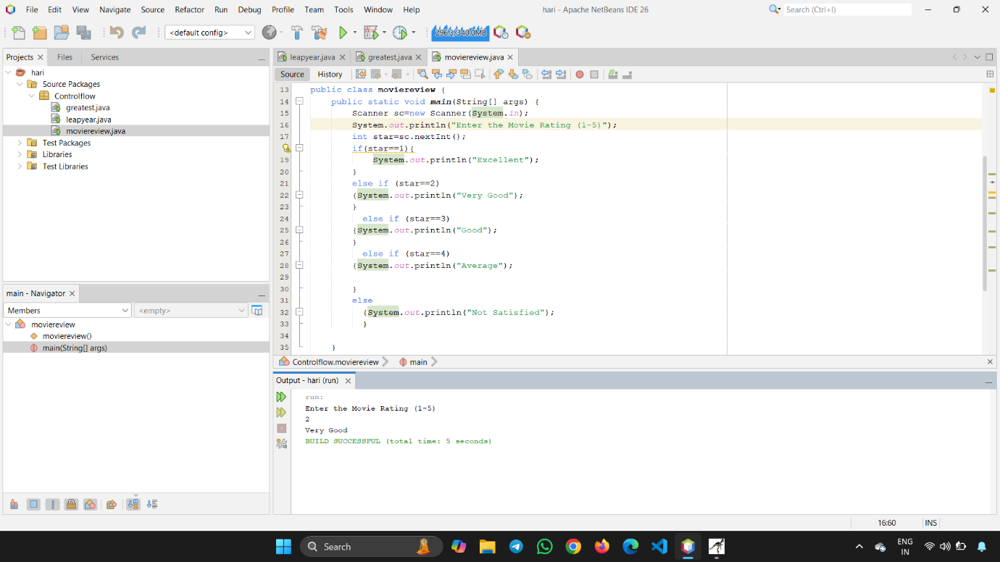 File Edit View Navigate Source Refactor Run Debug Profile Team Tools Window Help
hari - Apache NetBeans IDE 26
Search (Ctrl+I)
<default config>
296.3/340.0MB
Projects Files Services
hari
Source Packages
Controlflow
greatest.java
leapyear.java
moviereview.java
Test Packages
Libraries
Test Libraries
main - Navigator
Members
<empty>
moviereview
moviereview()
main(String[] args)
leapyear.java greatest.java moviereview.java
Source History
13 public class moviereview {
14 public static void main(String[] args) {
15 Scanner sc=new Scanner(System.in);
16 System.out.println("Enter the Movie Rating (1-5)");
17 int star=sc.nextInt();
if(star==1){
19 System.out.println("Excellent");
20 }
21 else if (star==2)
22 {System.out.println("Very Good");
23 }
24 else if (star==3)
25 {System.out.println("Good");
26 }
27 else if (star==4)
28 {System.out.println("Average");
29
30 }
31 else
32 {System.out.println("Not Satisfied");
33 }
34
35 }
Controlflow.moviereview main
Output - hari (run)
run:
Enter the Movie Rating (1-5)
2
Very Good
BUILD SUCCESSFUL (total time: 5 seconds)
16:60 INS
Search
ENG
IN